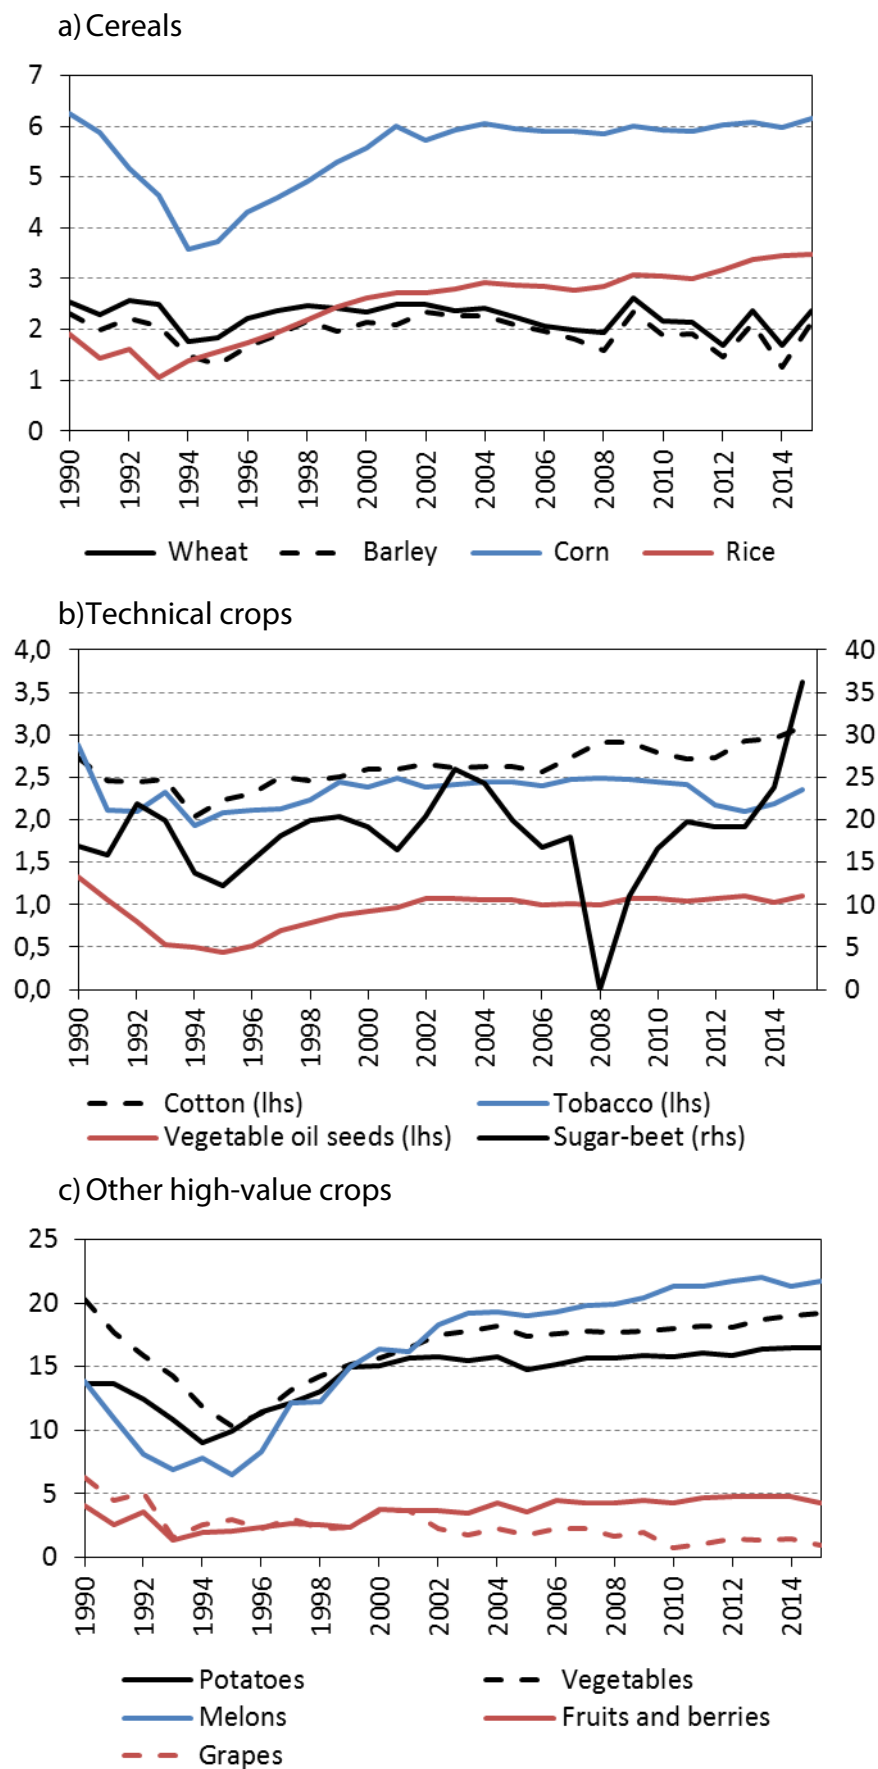 a) Cereals
7
6
5
4
3
2
1
0
1990 1992 1994 1996 1998 2000 2002 2004 2006 2008 2010 2012 2014
Wheat Barley Corn Rice
b) Technical crops
4,0 40
3,5 35
3,0 30
2,5 25
2,0 20
1,5 15
1,0 10
0,5 5
0,0 0
1990 1992 1994 1996 1998 2000 2002 2004 2006 2008 2010 2012 2014
Cotton (lhs) Tobacco (lhs)
Vegetable oil seeds (lhs) Sugar-beet (rhs)
c) Other high-value crops
25
20
15
10
5
0
1990 1992 1994 1996 1998 2000 2002 2004 2006 2008 2010 2012 2014
Potatoes Vegetables
Melons Fruits and berries
Grapes